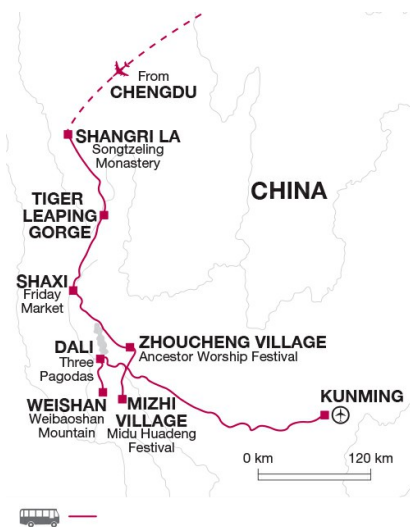 From
CHENGDU
SHANGRI LA
Songtzeling
Monastery
TIGER
LEAPING
GORGE
CHINA
SHAXI
Friday
Market
DALI
Three
Pagodas
ZHOUCHENG VILLAGE
Ancestor Worship Festival
WEISHAN
Weibaoshan
Mountain
MIZHI
VILLAGE
Midu Huadeng
Festival
KUNMING
0 km
120 km